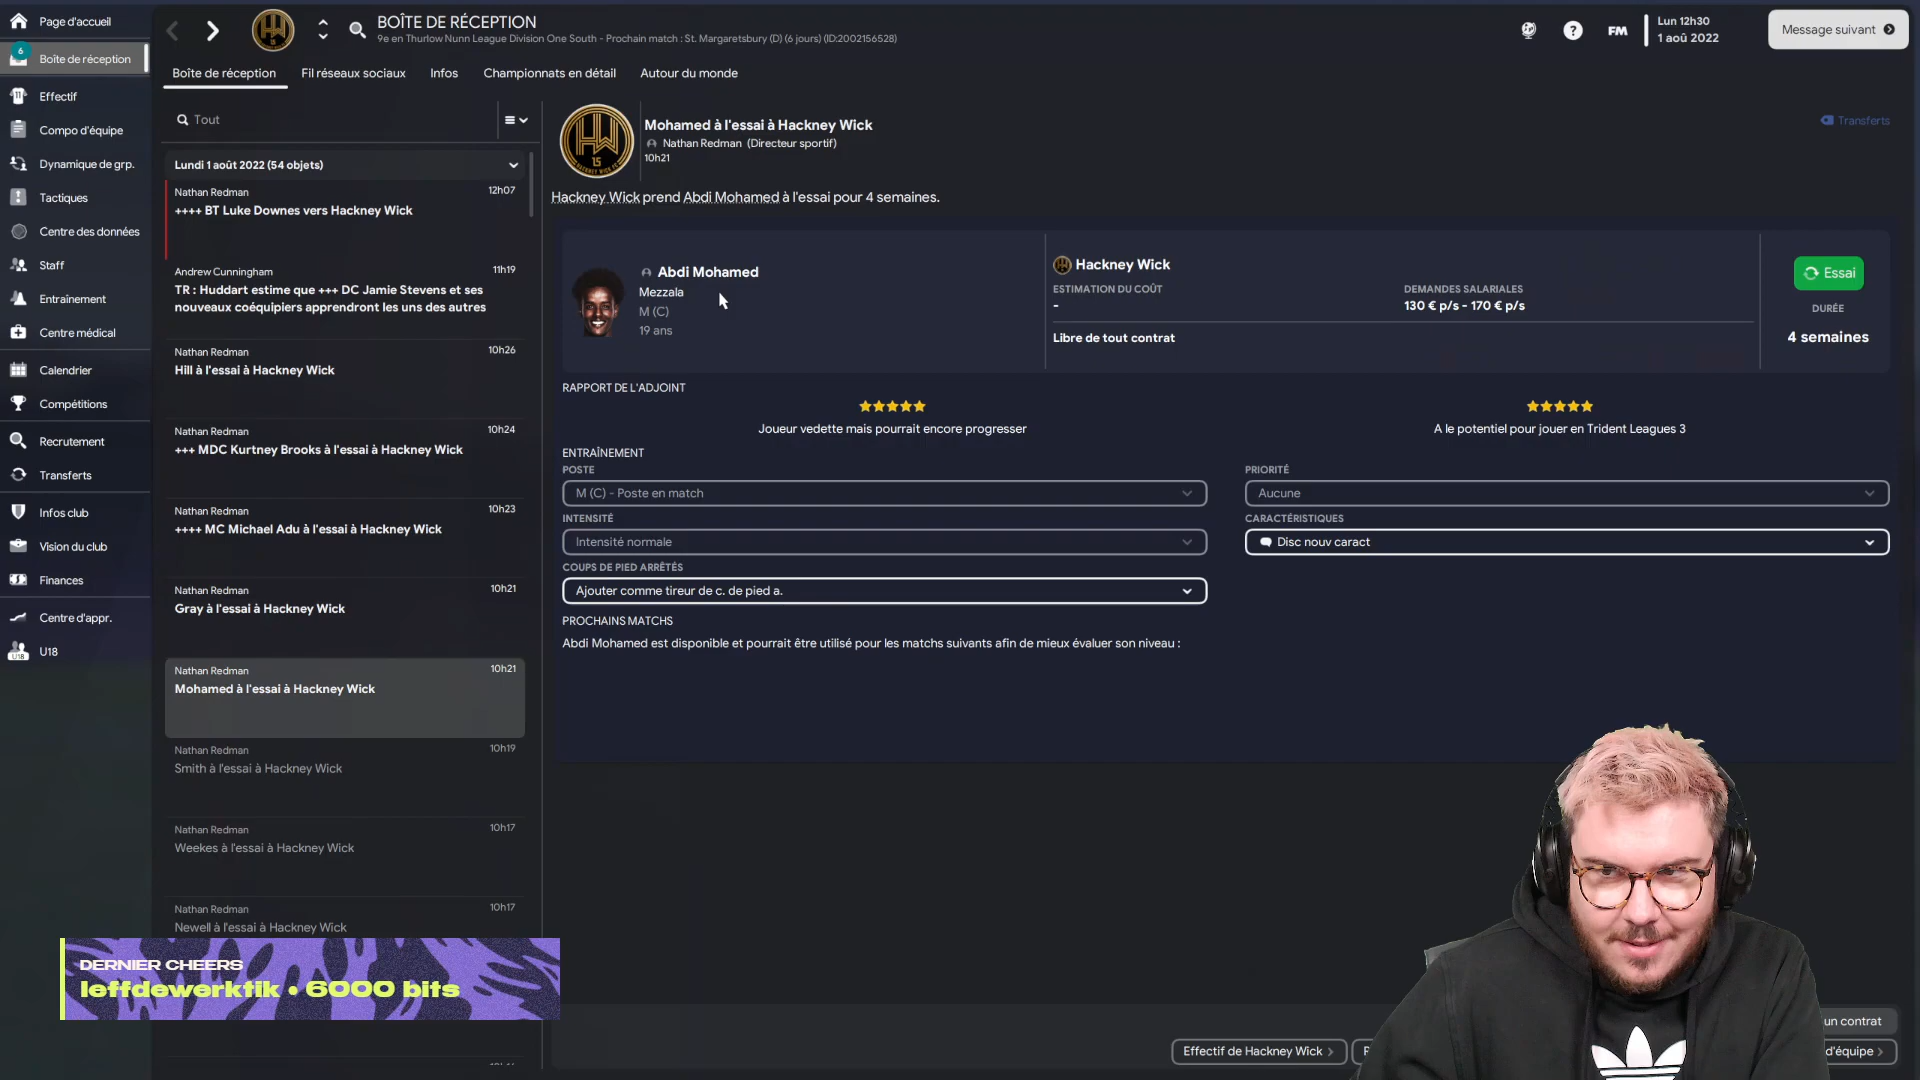 Page d'accueil
6
Boîte de réception
Effectif
Compo d'équipe
Dynamique de grp.
Tactiques
Centre des données
Staff
Entraînement
Centre médical
Calendrier
Compétitions
Recrutement
Transferts
Infos club
Vision du club
Finances
Centre d'appr.
U18
BOÎTE DE RÉCEPTION
9e en Thurlow Nunn League Division One South - Prochain match : St. Margaretsbury (D) (6 jours) (ID:2002156528)
FM
Lun 12h30
1 aoû 2022
Message suivant
Boîte de réception
Fil réseaux sociaux
Infos
Championnats en détail
Autour du monde
Tout
Lundi 1 août 2022 (54 objets)
Nathan Redman 12h07
++++ BT Luke Downes vers Hackney Wick
Andrew Cunningham 11h19
TR : Huddart estime que +++ DC Jamie Stevens et ses
nouveaux coéquipiers apprendront les uns des autres
Nathan Redman 10h26
Hill à l'essai à Hackney Wick
Nathan Redman 10h24
+++ MDC Kurtney Brooks à l'essai à Hackney Wick
Nathan Redman 10h23
++++ MC Michael Adu à l'essai à Hackney Wick
Nathan Redman 10h21
Gray à l'essai à Hackney Wick
Nathan Redman 10h21
Mohamed à l'essai à Hackney Wick
Nathan Redman 10h19
Smith à l'essai à Hackney Wick
Nathan Redman 10h17
Weekes à l'essai à Hackney Wick
Nathan Redman 10h17
Newell à l'essai à Hackney Wick
DERNIER CHEERS
leffdewerktik • 6000 bits
Mohamed à l'essai à Hackney Wick
Nathan Redman (Directeur sportif)
10h21
Transferts
Hackney Wick prend Abdi Mohamed à l'essai pour 4 semaines.
Abdi Mohamed
Mezzala
M (C)
19 ans
Hackney Wick
ESTIMATION DU COÛT
-
DEMANDES SALARIALES
130 € p/s - 170 € p/s
Libre de tout contrat
Essai
DURÉE
4 semaines
RAPPORT DE L'ADJOINT
Joueur vedette mais pourrait encore progresser
A le potentiel pour jouer en Trident Leagues 3
ENTRAÎNEMENT
POSTE
M (C) - Poste en match
PRIORITÉ
Aucune
INTENSITÉ
Intensité normale
CARACTÉRISTIQUES
Disc nouv caract
COUPS DE PIED ARRÊTÉS
Ajouter comme tireur de c. de pied a.
PROCHAINS MATCHS
Abdi Mohamed est disponible et pourrait être utilisé pour les matchs suivants afin de mieux évaluer son niveau :
un contrat
Effectif de Hackney Wick
d'équipe